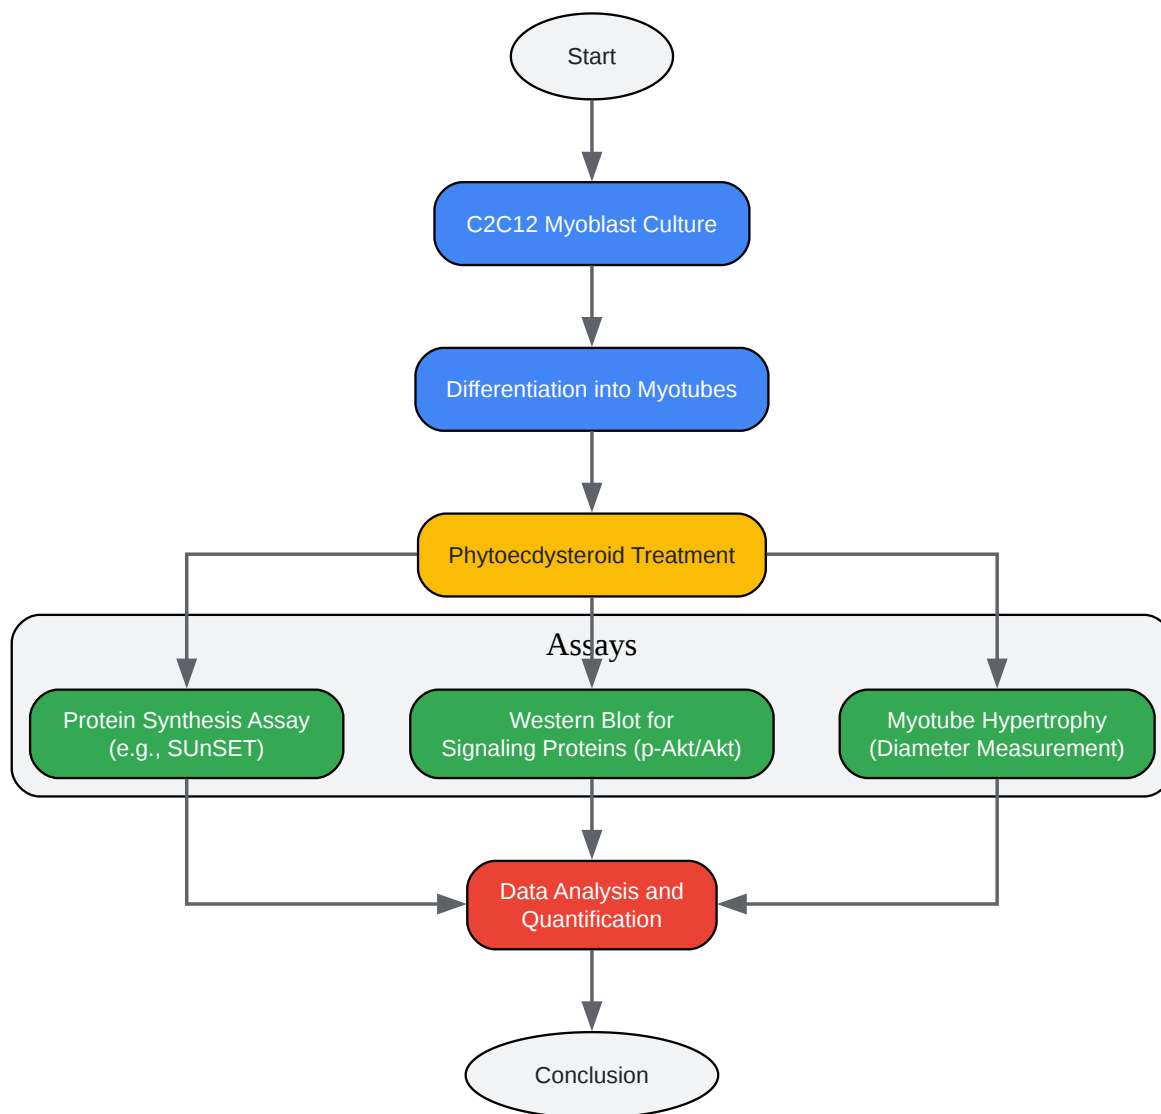 Start
C2C12 Myoblast Culture
Differentiation into Myotubes
Phytoecdysteroid Treatment
Assays
Protein Synthesis Assay
(e.g., SUnSET)
Western Blot for
Signaling Proteins (p-Akt/Akt)
Myotube Hypertrophy
(Diameter Measurement)
Data Analysis and
Quantification
Conclusion